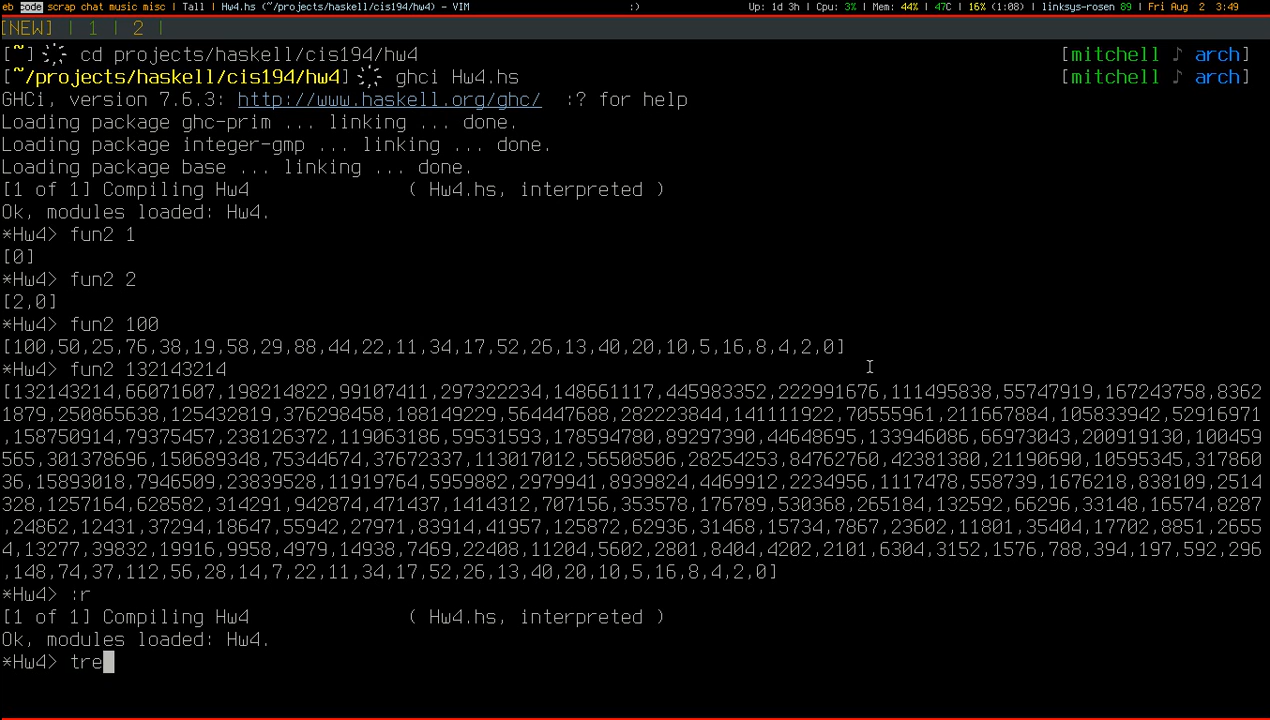 eb code scrap chat music misc | Tall | Hw4.hs (~/projects/haskell/cis194/hw4) - VIM :) Up: 1d 3h | Cpu: 3% | Mem: 44% | 47C | 16% (1:08) | linksys-rosen 89 | Fri Aug 2 3:49
[NEW] | 1 | 2 |
[~] cd projects/haskell/cis194/hw4 [mitchell ♪ arch]
[~/projects/haskell/cis194/hw4] ghci Hw4.hs [mitchell ♪ arch]
GHCi, version 7.6.3: http://www.haskell.org/ghc/ :? for help
Loading package ghc-prim ... linking ... done.
Loading package integer-gmp ... linking ... done.
Loading package base ... linking ... done.
[1 of 1] Compiling Hw4 ( Hw4.hs, interpreted )
Ok, modules loaded: Hw4.
*Hw4> fun2 1
[0]
*Hw4> fun2 2
[2,0]
*Hw4> fun2 100
[100,50,25,76,38,19,58,29,88,44,22,11,34,17,52,26,13,40,20,10,5,16,8,4,2,0]
*Hw4> fun2 132143214
[132143214,66071607,198214822,99107411,297322234,148661117,445983352,222991676,111495838,55747919,167243758,8362
1879,250865638,125432819,376298458,188149229,564447688,282223844,141111922,70555961,211667884,105833942,52916971
,158750914,79375457,238126372,119063186,59531593,178594780,89297390,44648695,133946086,66973043,200919130,100459
565,301378696,150689348,75344674,37672337,113017012,56508506,28254253,84762760,42381380,21190690,10595345,317860
36,15893018,7946509,23839528,11919764,5959882,2979941,8939824,4469912,2234956,1117478,558739,1676218,838109,2514
328,1257164,628582,314291,942874,471437,1414312,707156,353578,176789,530368,265184,132592,66296,33148,16574,8287
,24862,12431,37294,18647,55942,27971,83914,41957,125872,62936,31468,15734,7867,23602,11801,35404,17702,8851,2655
4,13277,39832,19916,9958,4979,14938,7469,22408,11204,5602,2801,8404,4202,2101,6304,3152,1576,788,394,197,592,296
,148,74,37,112,56,28,14,7,22,11,34,17,52,26,13,40,20,10,5,16,8,4,2,0]
*Hw4> :r
[1 of 1] Compiling Hw4 ( Hw4.hs, interpreted )
Ok, modules loaded: Hw4.
*Hw4> tre